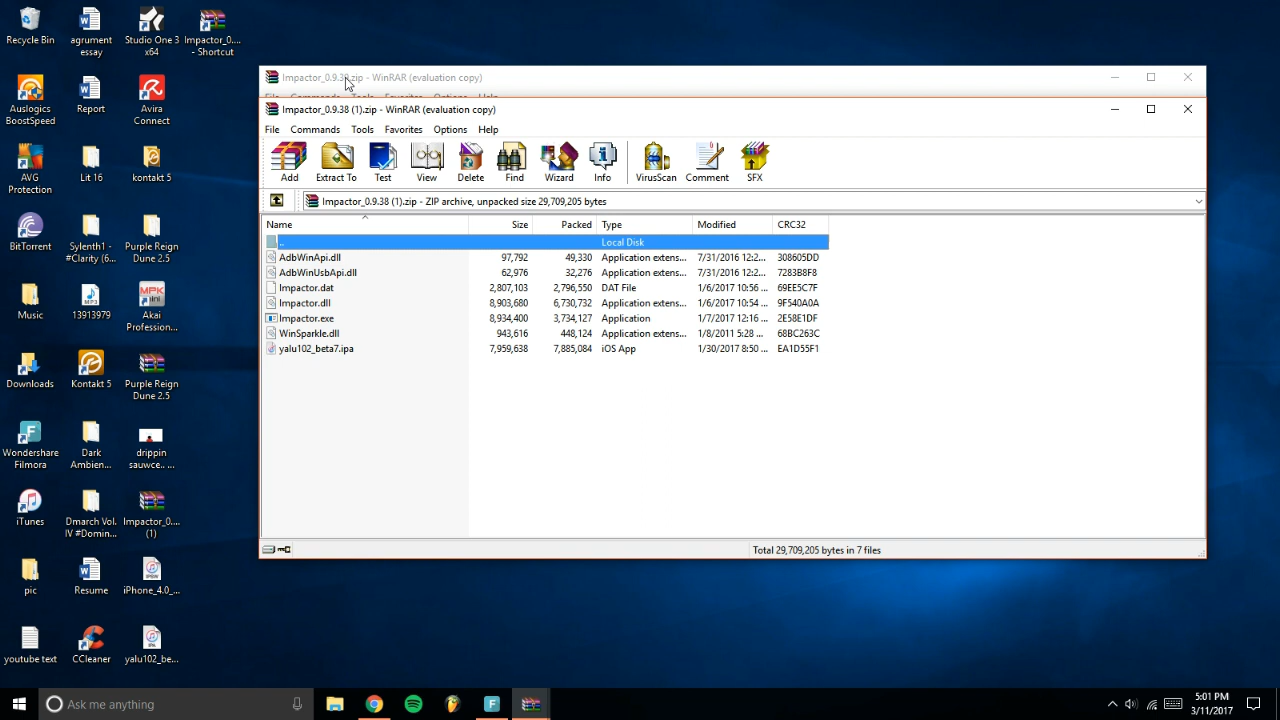 Recycle Bin
agrument
essay
Studio One 3
x64
Impactor_0....
- Shortcut
Auslogics
BoostSpeed
Report
Avira
Connect
AVG
Protection
Lit 16
kontakt 5
BitTorrent
Sylenth1 -
#Clarity (6...
Purple Reign
Dune 2.5
Music
13913979
Akai
Profession...
Downloads
Kontakt 5
Purple Reign
Dune 2.5
Wondershare
Filmora
Dark
Ambien...
drippin
sauwce.. ...
iTunes
Dmarch Vol.
IV #Domin...
Impactor_0....
(1)
pic
Resume
iPhone_4.0_...
youtube text
CCleaner
yalu102_be...
Impactor_0.9.38.zip - WinRAR (evaluation copy)
File Commands Tools Favorites Options Help
Impactor_0.9.38 (1).zip - WinRAR (evaluation copy)
File Commands Tools Favorites Options Help
Add Extract To Test View Delete Find Wizard Info VirusScan Comment SFX
Impactor_0.9.38 (1).zip - ZIP archive, unpacked size 29,709,205 bytes
Name Size Packed Type Modified CRC32
.. Local Disk
AdbWinApi.dll 97,792 49,330 Application extens... 7/31/2016 12:2... 308605DD
AdbWinUsbApi.dll 62,976 32,276 Application extens... 7/31/2016 12:2... 7283B8F8
Impactor.dat 2,807,103 2,796,550 DAT File 1/6/2017 10:56 ... 69EE5C7F
Impactor.dll 8,903,680 6,730,732 Application extens... 1/6/2017 10:54 ... 9F540A0A
Impactor.exe 8,934,400 3,734,127 Application 1/7/2017 12:16 ... 2E58E1DF
WinSparkle.dll 943,616 448,124 Application extens... 1/8/2011 5:28 ... 68BC263C
yalu102_beta7.ipa 7,959,638 7,885,084 iOS App 1/30/2017 8:50 ... EA1D55F1
Total 29,709,205 bytes in 7 files
Ask me anything
5:01 PM
3/11/2017